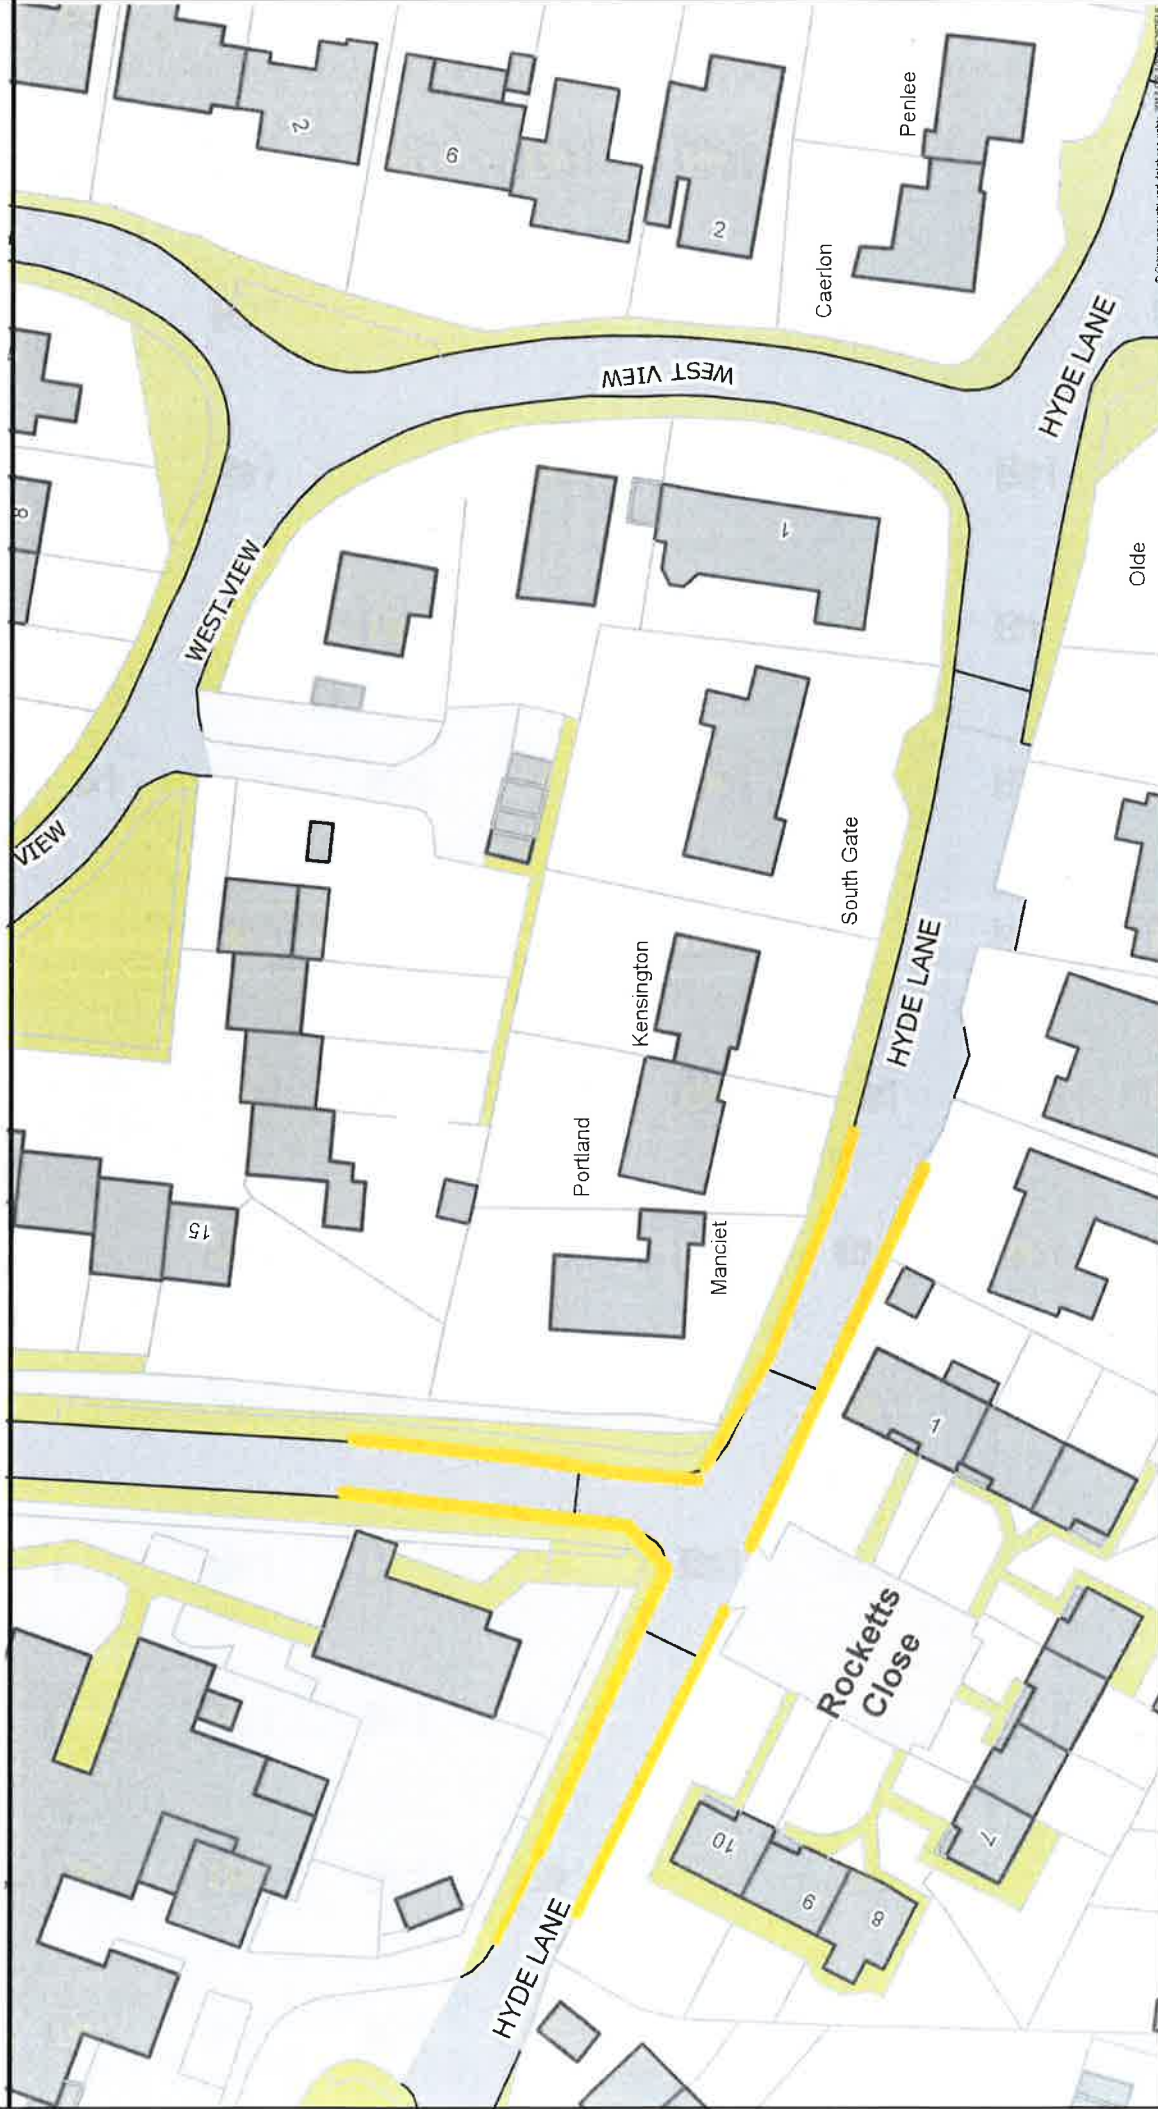 2
6
2
Penlee
Caerlon
WEST VIEW
HYDE LANE
8
WEST VIEW
1
Olde
VIEW
South Gate
HYDE LANE
Kensington
Portland
15
Manciet
1
Rocketts
Close
10
9
8
7
HYDE LANE